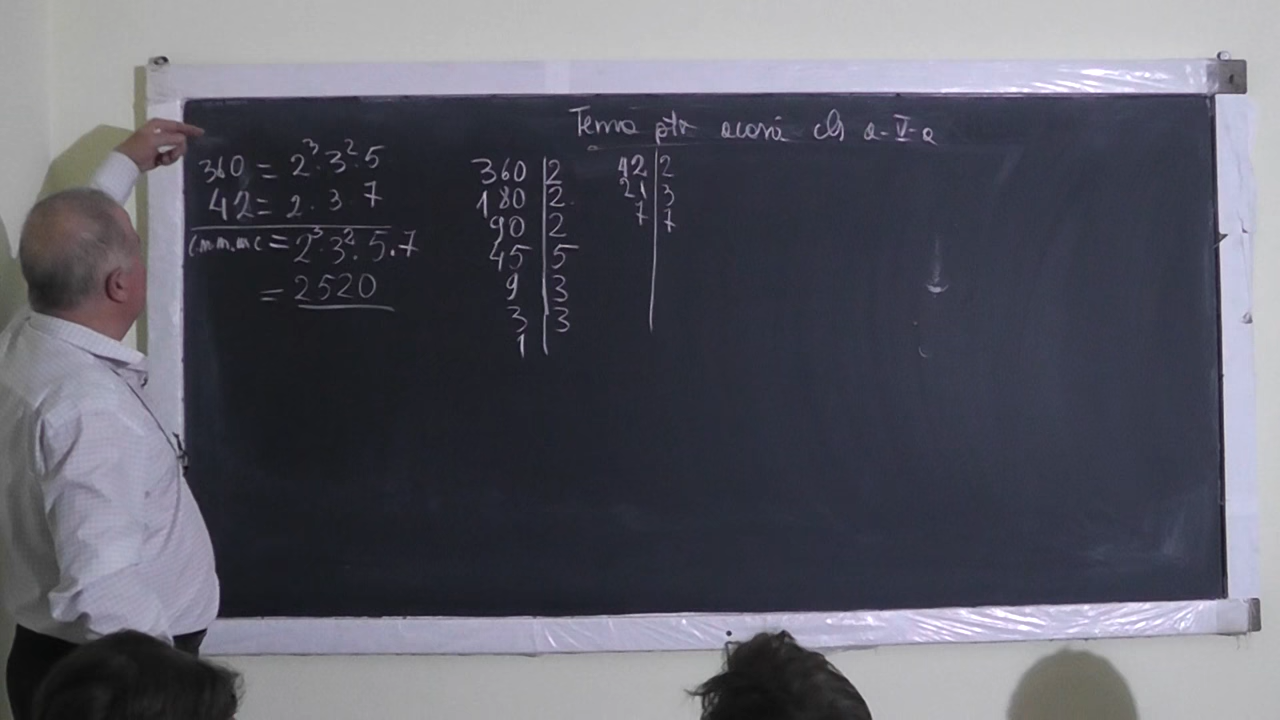 Tema ptr acasă cls a-V-a
360 = 2³·3²·5
42 = 2·3·7
c.m.m.m.c = 2³·3²·5·7
= 2520
360 | 2
180 | 2
90 | 2
45 | 5
9 | 3
3 | 3
1 |
42 | 2
21 | 3
7 | 7